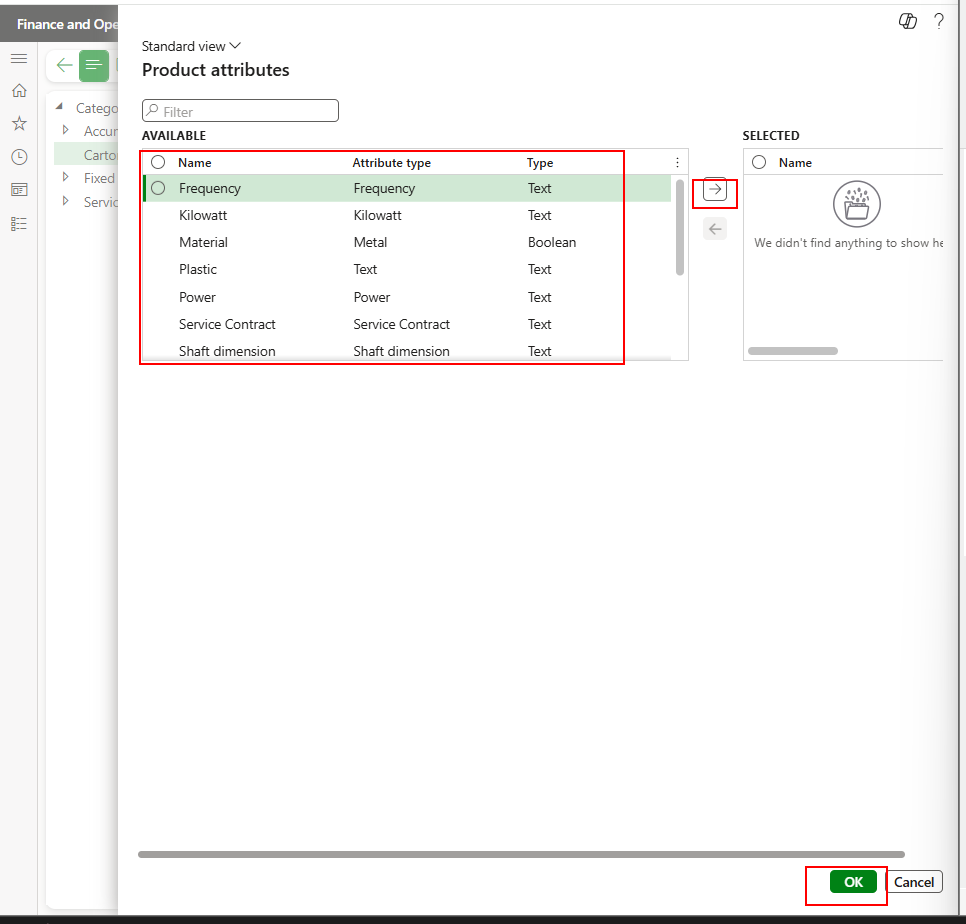 Finance and Ope
Standard view
Product attributes
Filter
AVAILABLE
SELECTED
Name Attribute type Type
Name
Frequency Frequency Text
Kilowatt Kilowatt Text
Material Metal Boolean
Plastic Text Text
Power Power Text
Service Contract Service Contract Text
Shaft dimension Shaft dimension Text
We didn't find anything to show he
Catego
Accur
Carto
Fixed
Servic
OK
Cancel